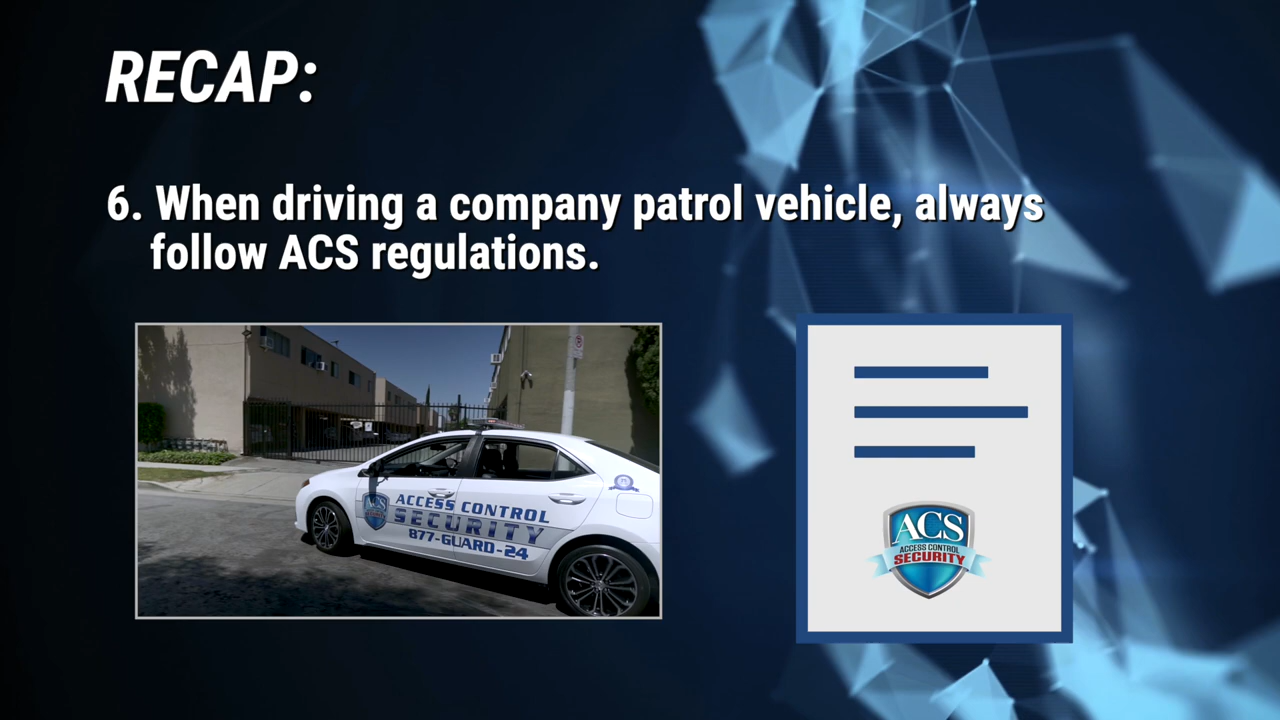 RECAP:
6. When driving a company patrol vehicle, always
follow ACS regulations.
ACCESS CONTROL
SECURITY
877-GUARD-24
ACS
ACCESS CONTROL
SECURITY